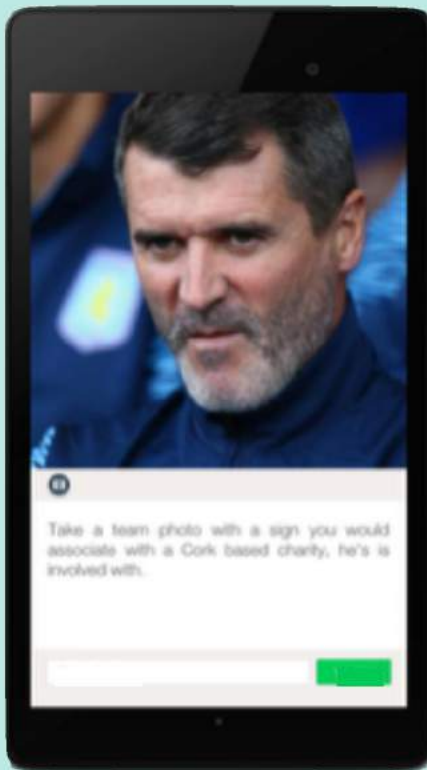 Take a team photo with a sign you would
associate with a Cork based charity, he's is
involved with.